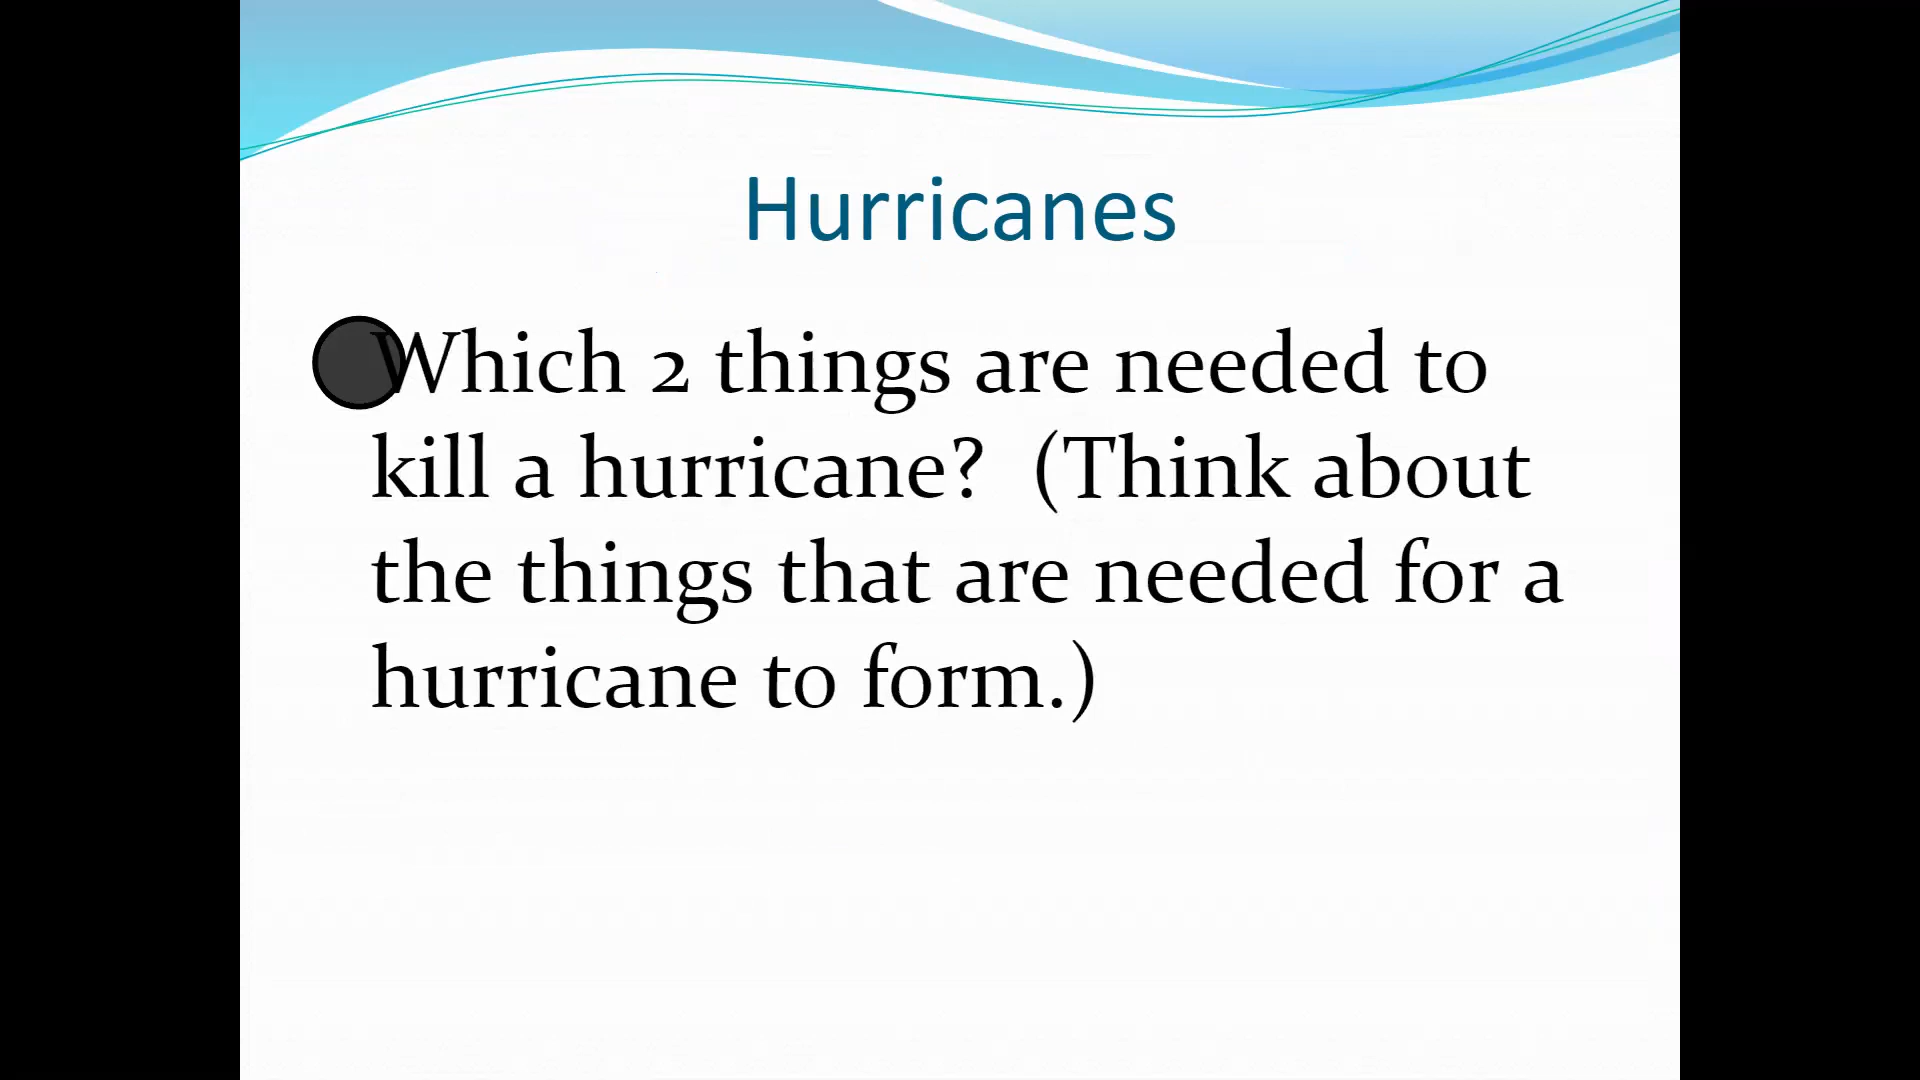 Hurricanes
Which 2 things are needed to
kill a hurricane? (Think about
the things that are needed for a
hurricane to form.)